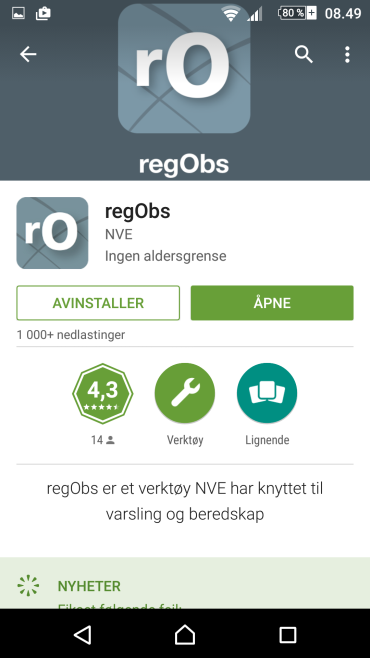 80 % 08.49
rO
regObs
rO
regObs
NVE
Ingen aldersgrense
AVINSTALLER
ÅPNE
1 000+ nedlastinger
4,3
14
Verktøy
Lignende
regObs er et verktøy NVE har knyttet til
varsling og beredskap
NYHETER
Fikset følgende feil: